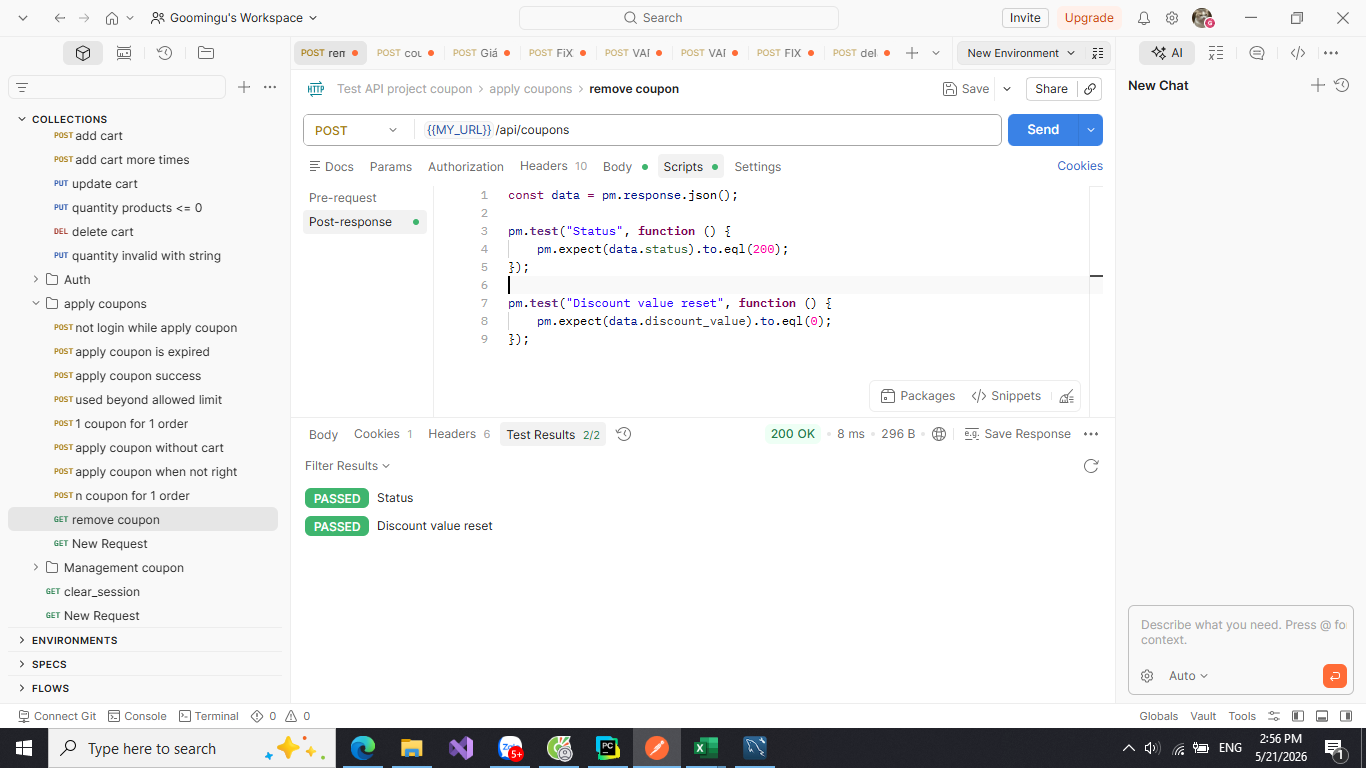 Goomingu's Workspace
Search
Invite
Upgrade
POST ren
POST cou
POST Giá
POST FiX
POST VAI
POST VAI
POST FIX
POST del
New Environment
AI
HTTP
Test API project coupon > apply coupons > remove coupon
Save
Share
New Chat
COLLECTIONS
POST add cart
POST add cart more times
PUT update cart
PUT quantity products <= 0
DEL delete cart
PUT quantity invalid with string
Auth
apply coupons
POST not login while apply coupon
POST apply coupon is expired
POST apply coupon success
POST used beyond allowed limit
POST 1 coupon for 1 order
POST apply coupon without cart
POST apply coupon when not right
POST n coupon for 1 order
GET remove coupon
GET New Request
Management coupon
GET clear_session
GET New Request
ENVIRONMENTS
SPECS
FLOWS
POST
{{MY_URL}} /api/coupons
Send
Docs
Params
Authorization
Headers 10
Body
Scripts
Settings
Cookies
Pre-request
Post-response
1 const data = pm.response.json();
2
3 pm.test("Status", function () {
4 pm.expect(data.status).to.eql(200);
5 });
6
7 pm.test("Discount value reset", function () {
8 pm.expect(data.discount_value).to.eql(0);
9 });
Packages
</> Snippets
Body
Cookies 1
Headers 6
Test Results 2/2
200 OK • 8 ms • 296 B
e.g. Save Response
Filter Results
PASSED Status
PASSED Discount value reset
Describe what you need. Press @ fo
context.
Auto
Connect Git
Console
Terminal
0
0
Globals
Vault
Tools
Type here to search
Za
5+
PC
ENG
2:56 PM
5/21/2026
1